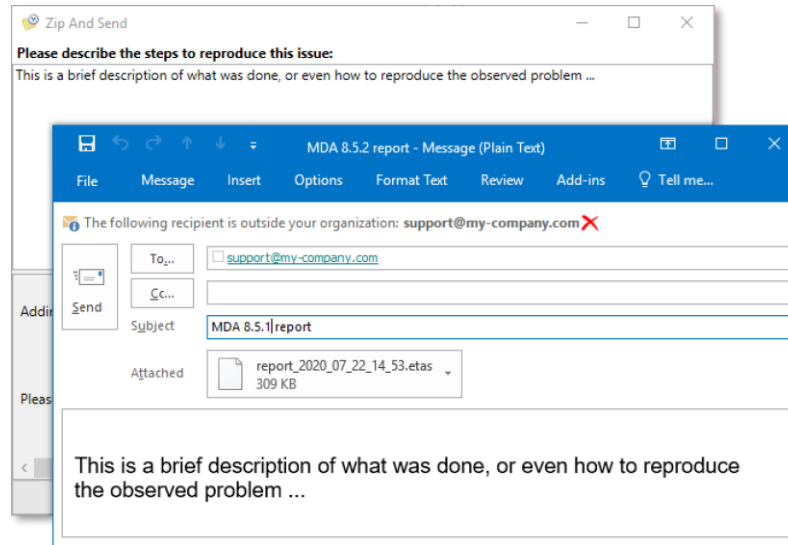 Zip And Send
Please describe the steps to reproduce this issue:
This is a brief description of what was done, or even how to reproduce the observed problem ...
MDA 8.5.2 report - Message (Plain Text)
File Message Insert Options Format Text Review Add-ins Tell me...
The following recipient is outside your organization: support@my-company.com
To... support@my-company.com
Send
Cc...
Subject MDA 8.5.1 report
Attached report_2020_07_22_14_53.etas
309 KB
Addin
Pleas
This is a brief description of what was done, or even how to reproduce
the observed problem ...